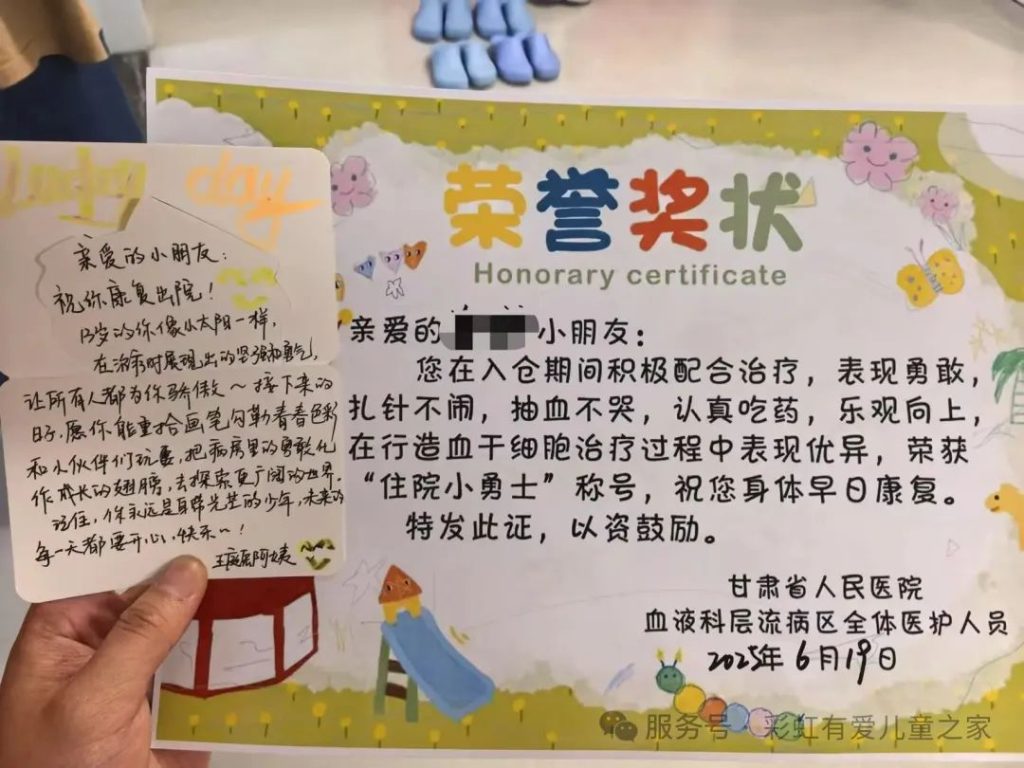 Lucky day
亲爱的小朋友：
祝你康复出院！
13岁的你像小太阳一样，
在治疗时展现出的坚强和勇气，
让所有人都为你骄傲～接下来的
日子，愿你能重拾画笔勾勒青春色彩
和小伙伴们玩耍，把病房里的勇敢化
作成长的翅膀，去探索更广阔的世界。
记住，你永远是自带光芒的少年，未来的
每一天都要开心、快乐～！
阿姨
荣誉奖状
Honorary certificate
亲爱的 小朋友：
您在入仓期间积极配合治疗，表现勇敢，
扎针不闹，抽血不哭，认真吃药，乐观向上，
在行造血干细胞治疗过程中表现优异，荣获
“住院小勇士”称号，祝您身体早日康复。
特发此证，以资鼓励。
甘肃省人民医院
血液科层流病区全体医护人员
2025年6月19日
服务号·彩虹有爱儿童之家